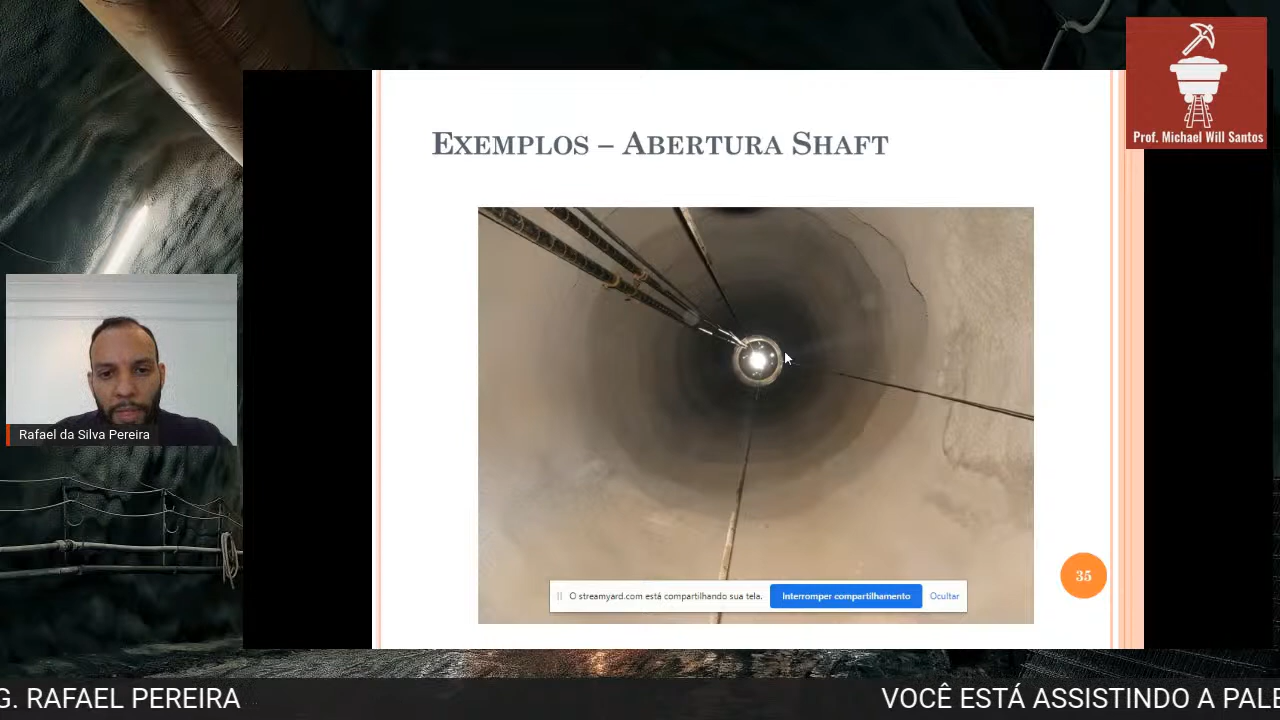 Prof. Michael Will Santos
EXEMPLOS – ABERTURA SHAFT
Rafael da Silva Pereira
35
O streamyard.com está compartilhando sua tela.
Interromper compartilhamento
Ocultar
G. RAFAEL PEREIRA
VOCÊ ESTÁ ASSISTINDO A PALE